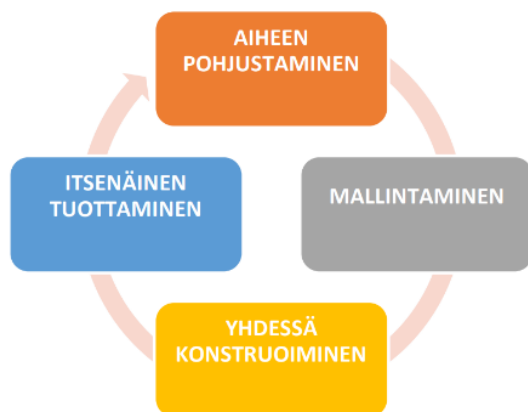 AIHEEN
POHJUSTAMINEN
MALLINTAMINEN
YHDESSÄ
KONSTRUOIMINEN
ITSENÄINEN
TUOTTAMINEN